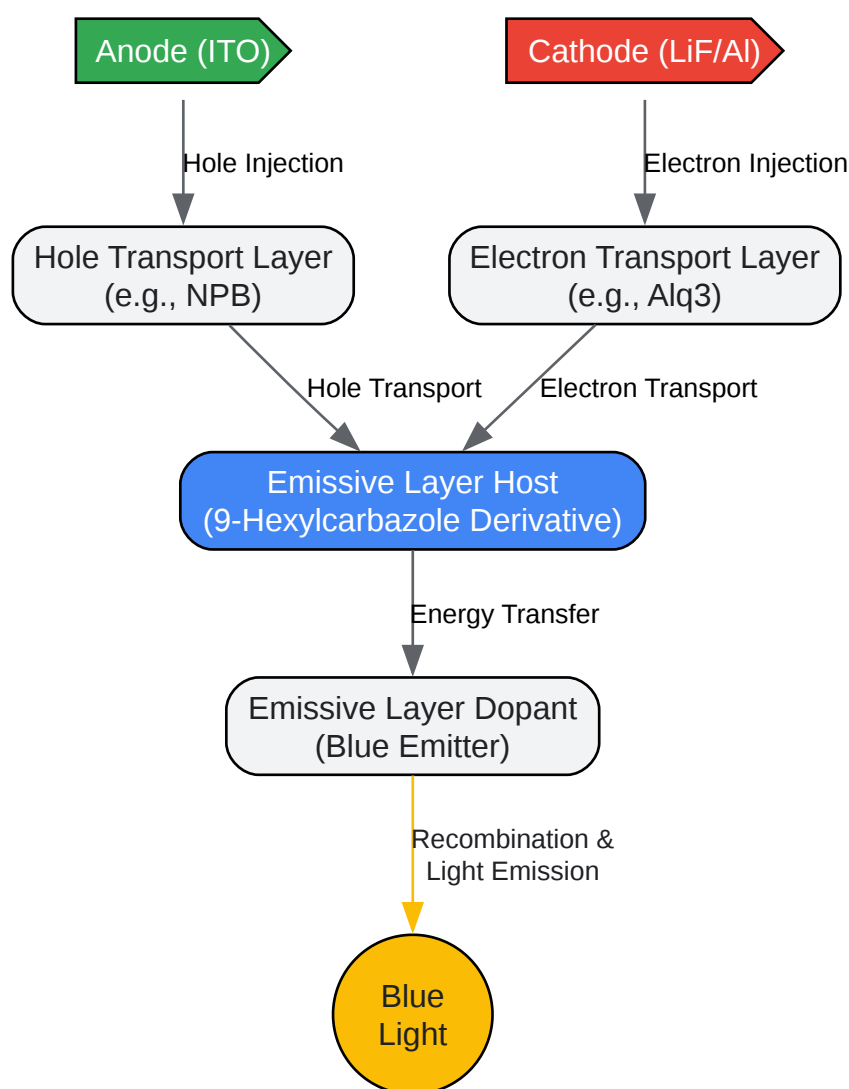 Anode (ITO)
Cathode (LiF/Al)
Hole Injection
Electron Injection
Hole Transport Layer
(e.g., NPB)
Electron Transport Layer
(e.g., Alq3)
Hole Transport
Electron Transport
Emissive Layer Host
(9-Hexylcarbazole Derivative)
Energy Transfer
Emissive Layer Dopant
(Blue Emitter)
Recombination &
Light Emission
Blue
Light